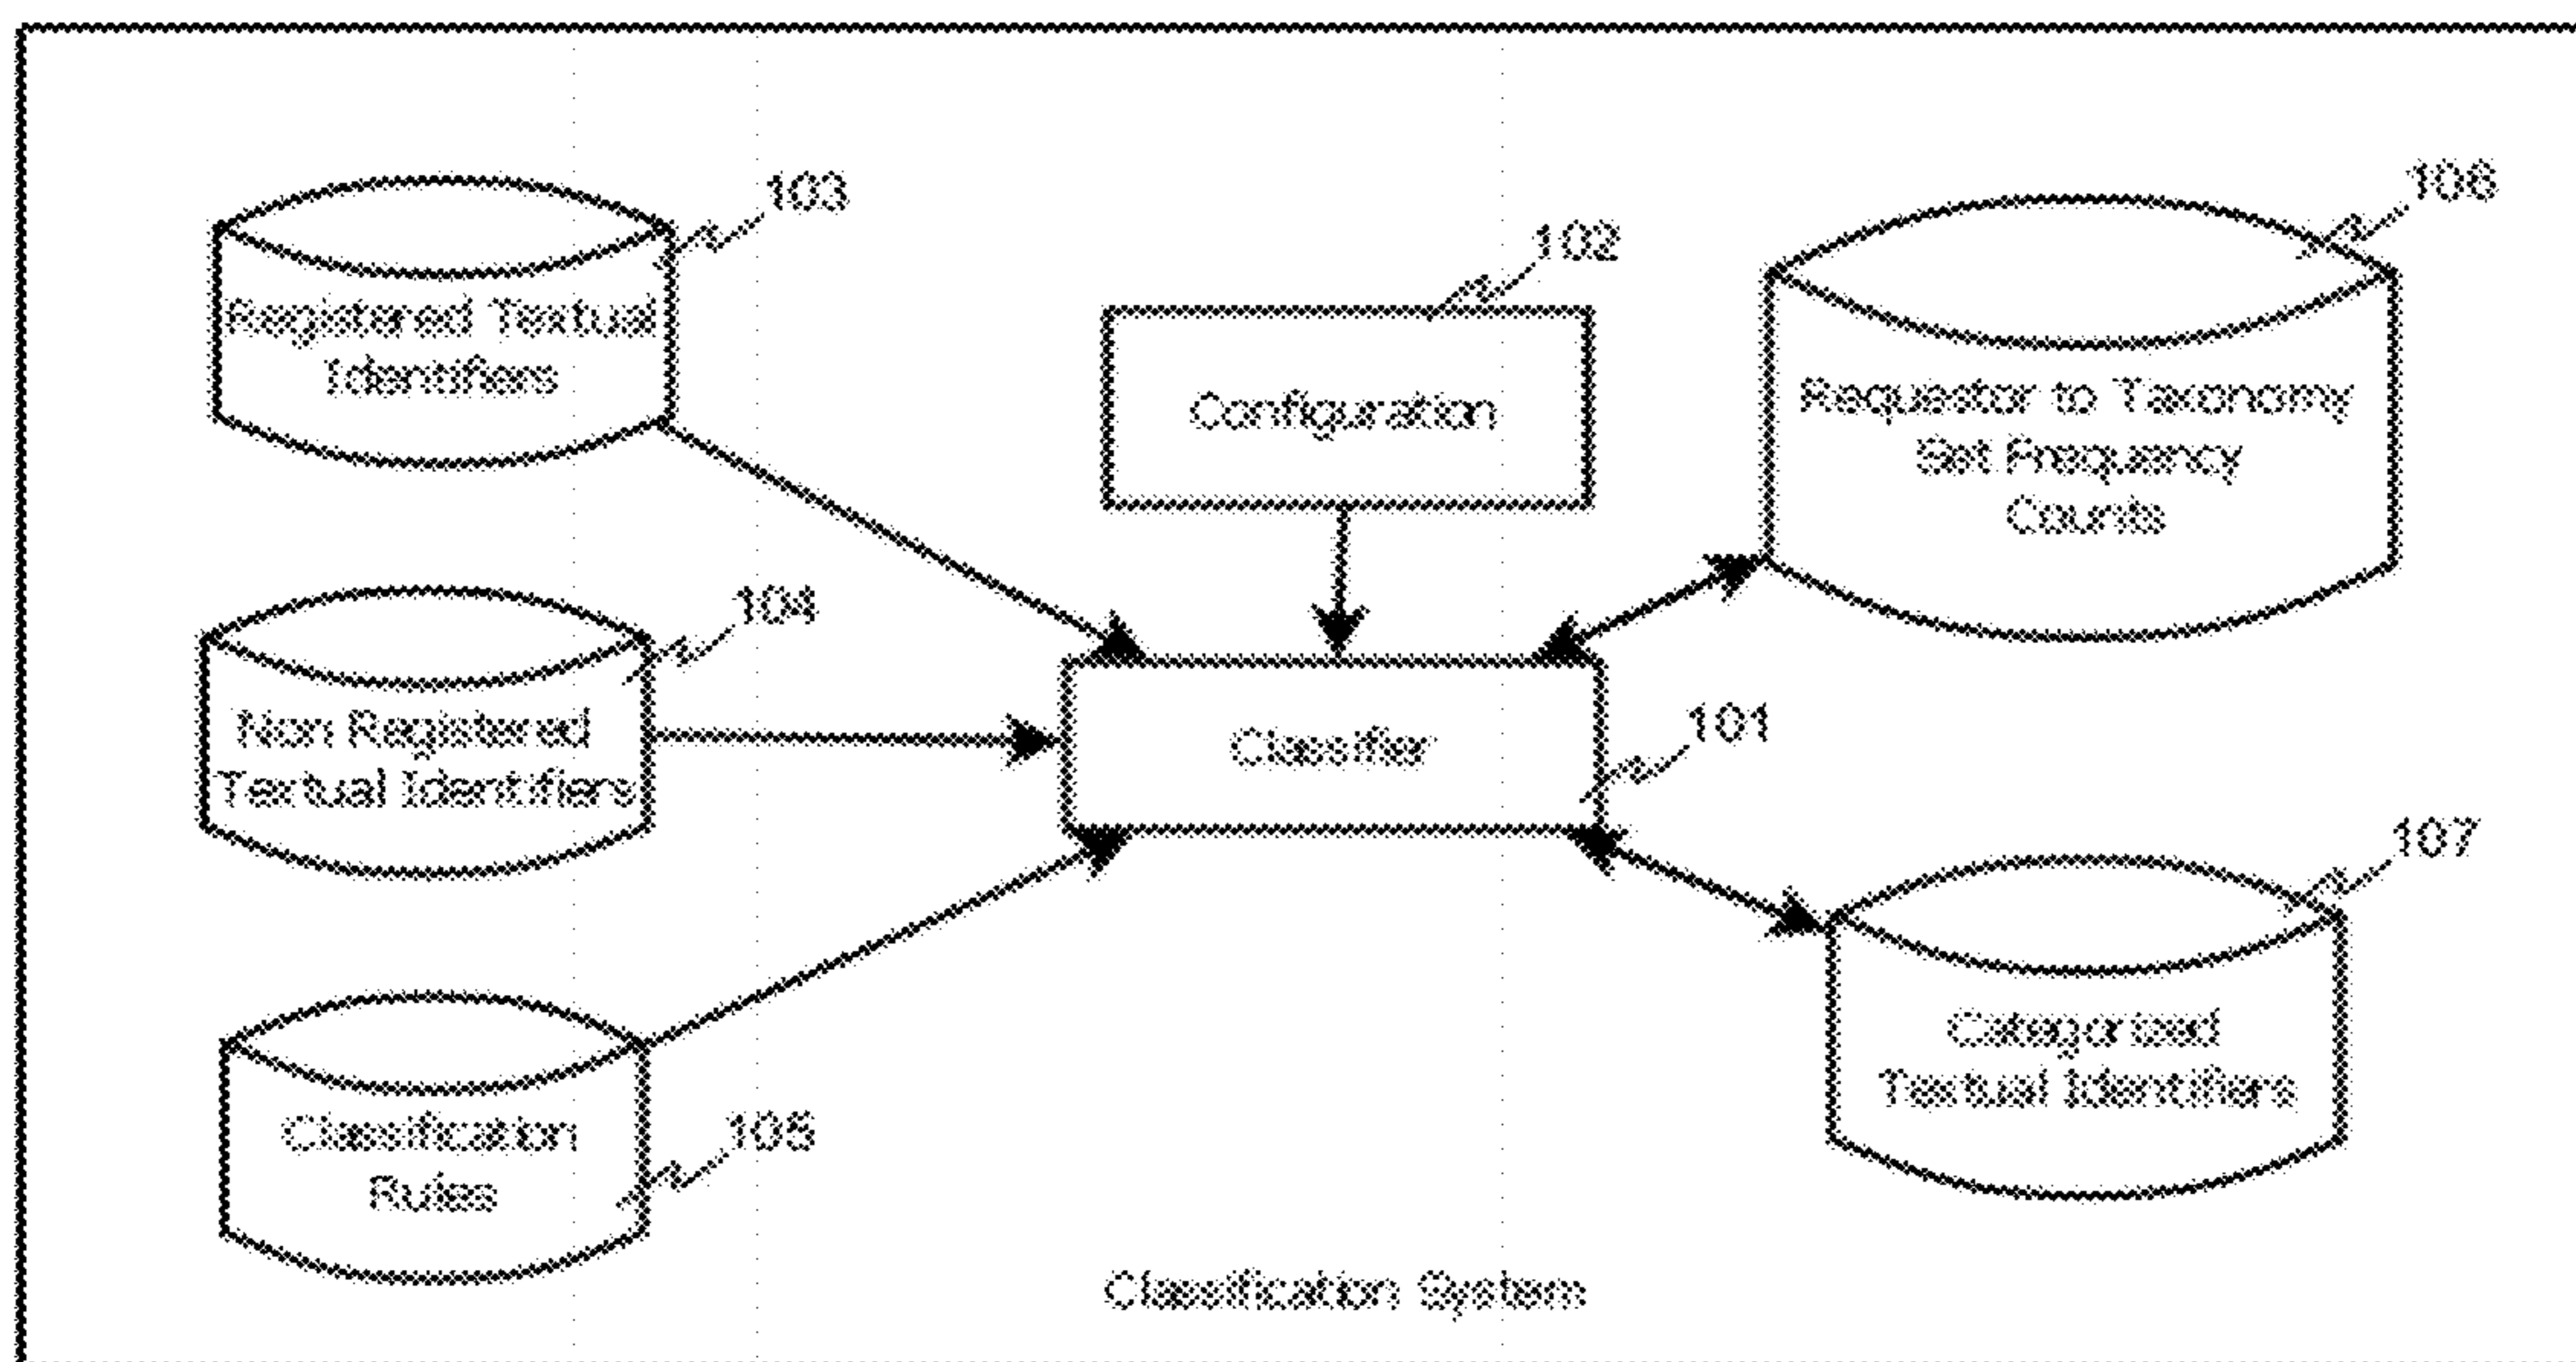 103
Registered Textual
Identifiers
102
Configuration
106
Requestor to Taxonomy
Set Frequency
Counts
104
Non Registered
Textual Identifiers
Classifier
101
107
Categorized
Textual Identifiers
105
Classification
Rules
Classification System